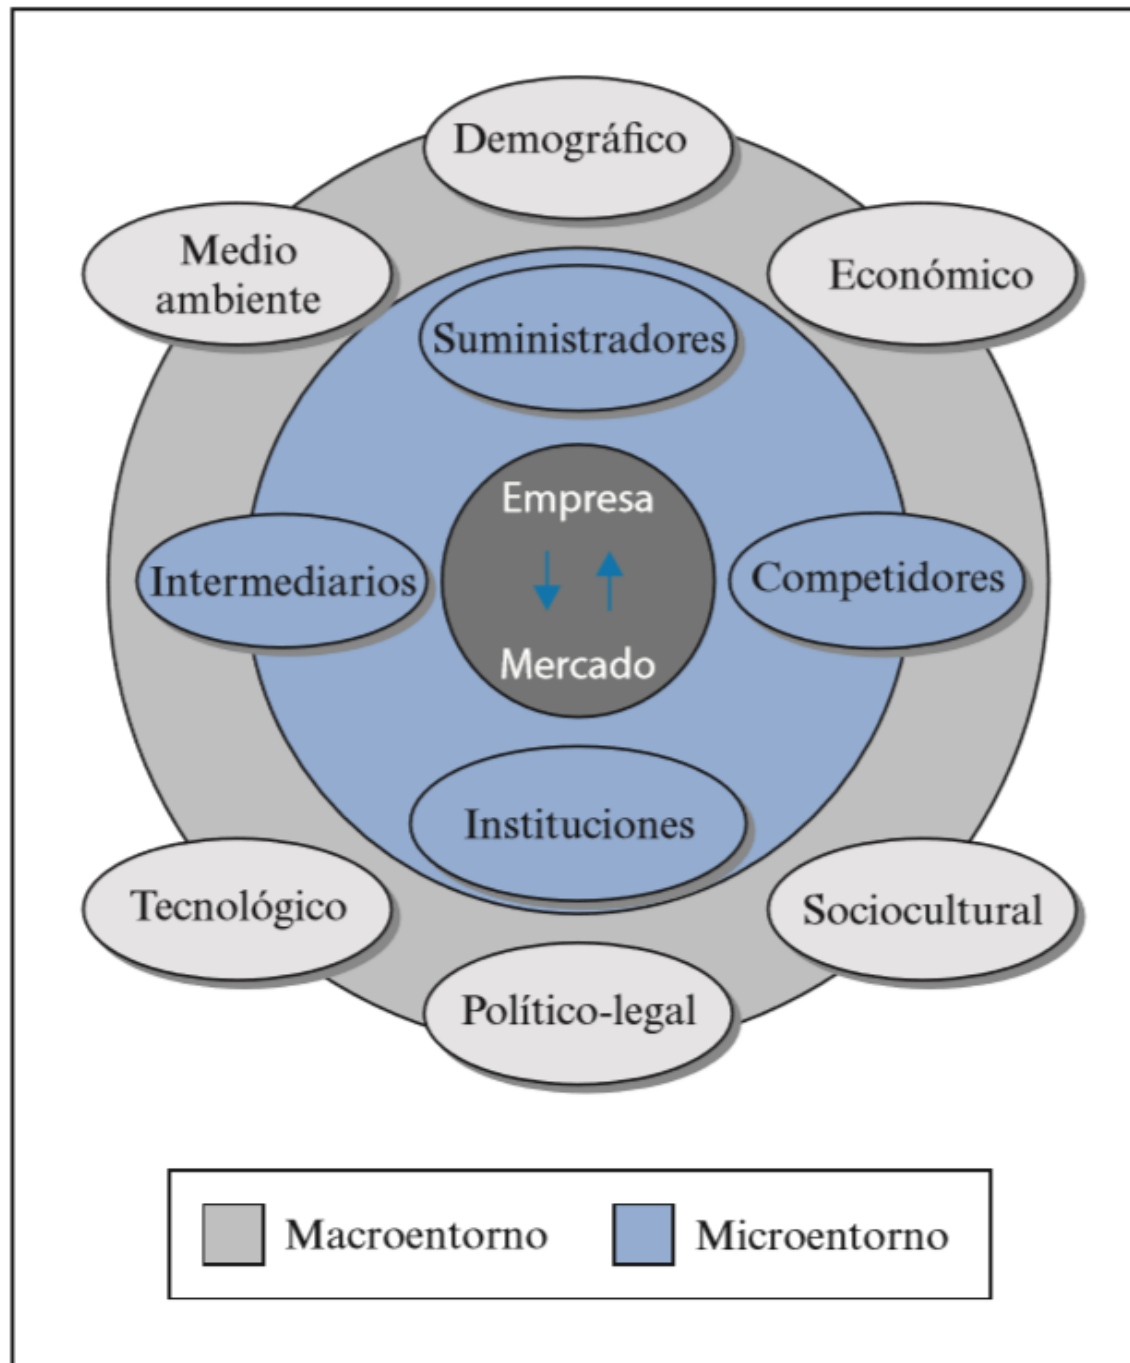 Demográfico
Medio
ambiente
Económico
Suministradores
Empresa
Intermediarios
Competidores
Mercado
Instituciones
Tecnológico
Sociocultural
Político-legal
Macroentorno
Microentorno